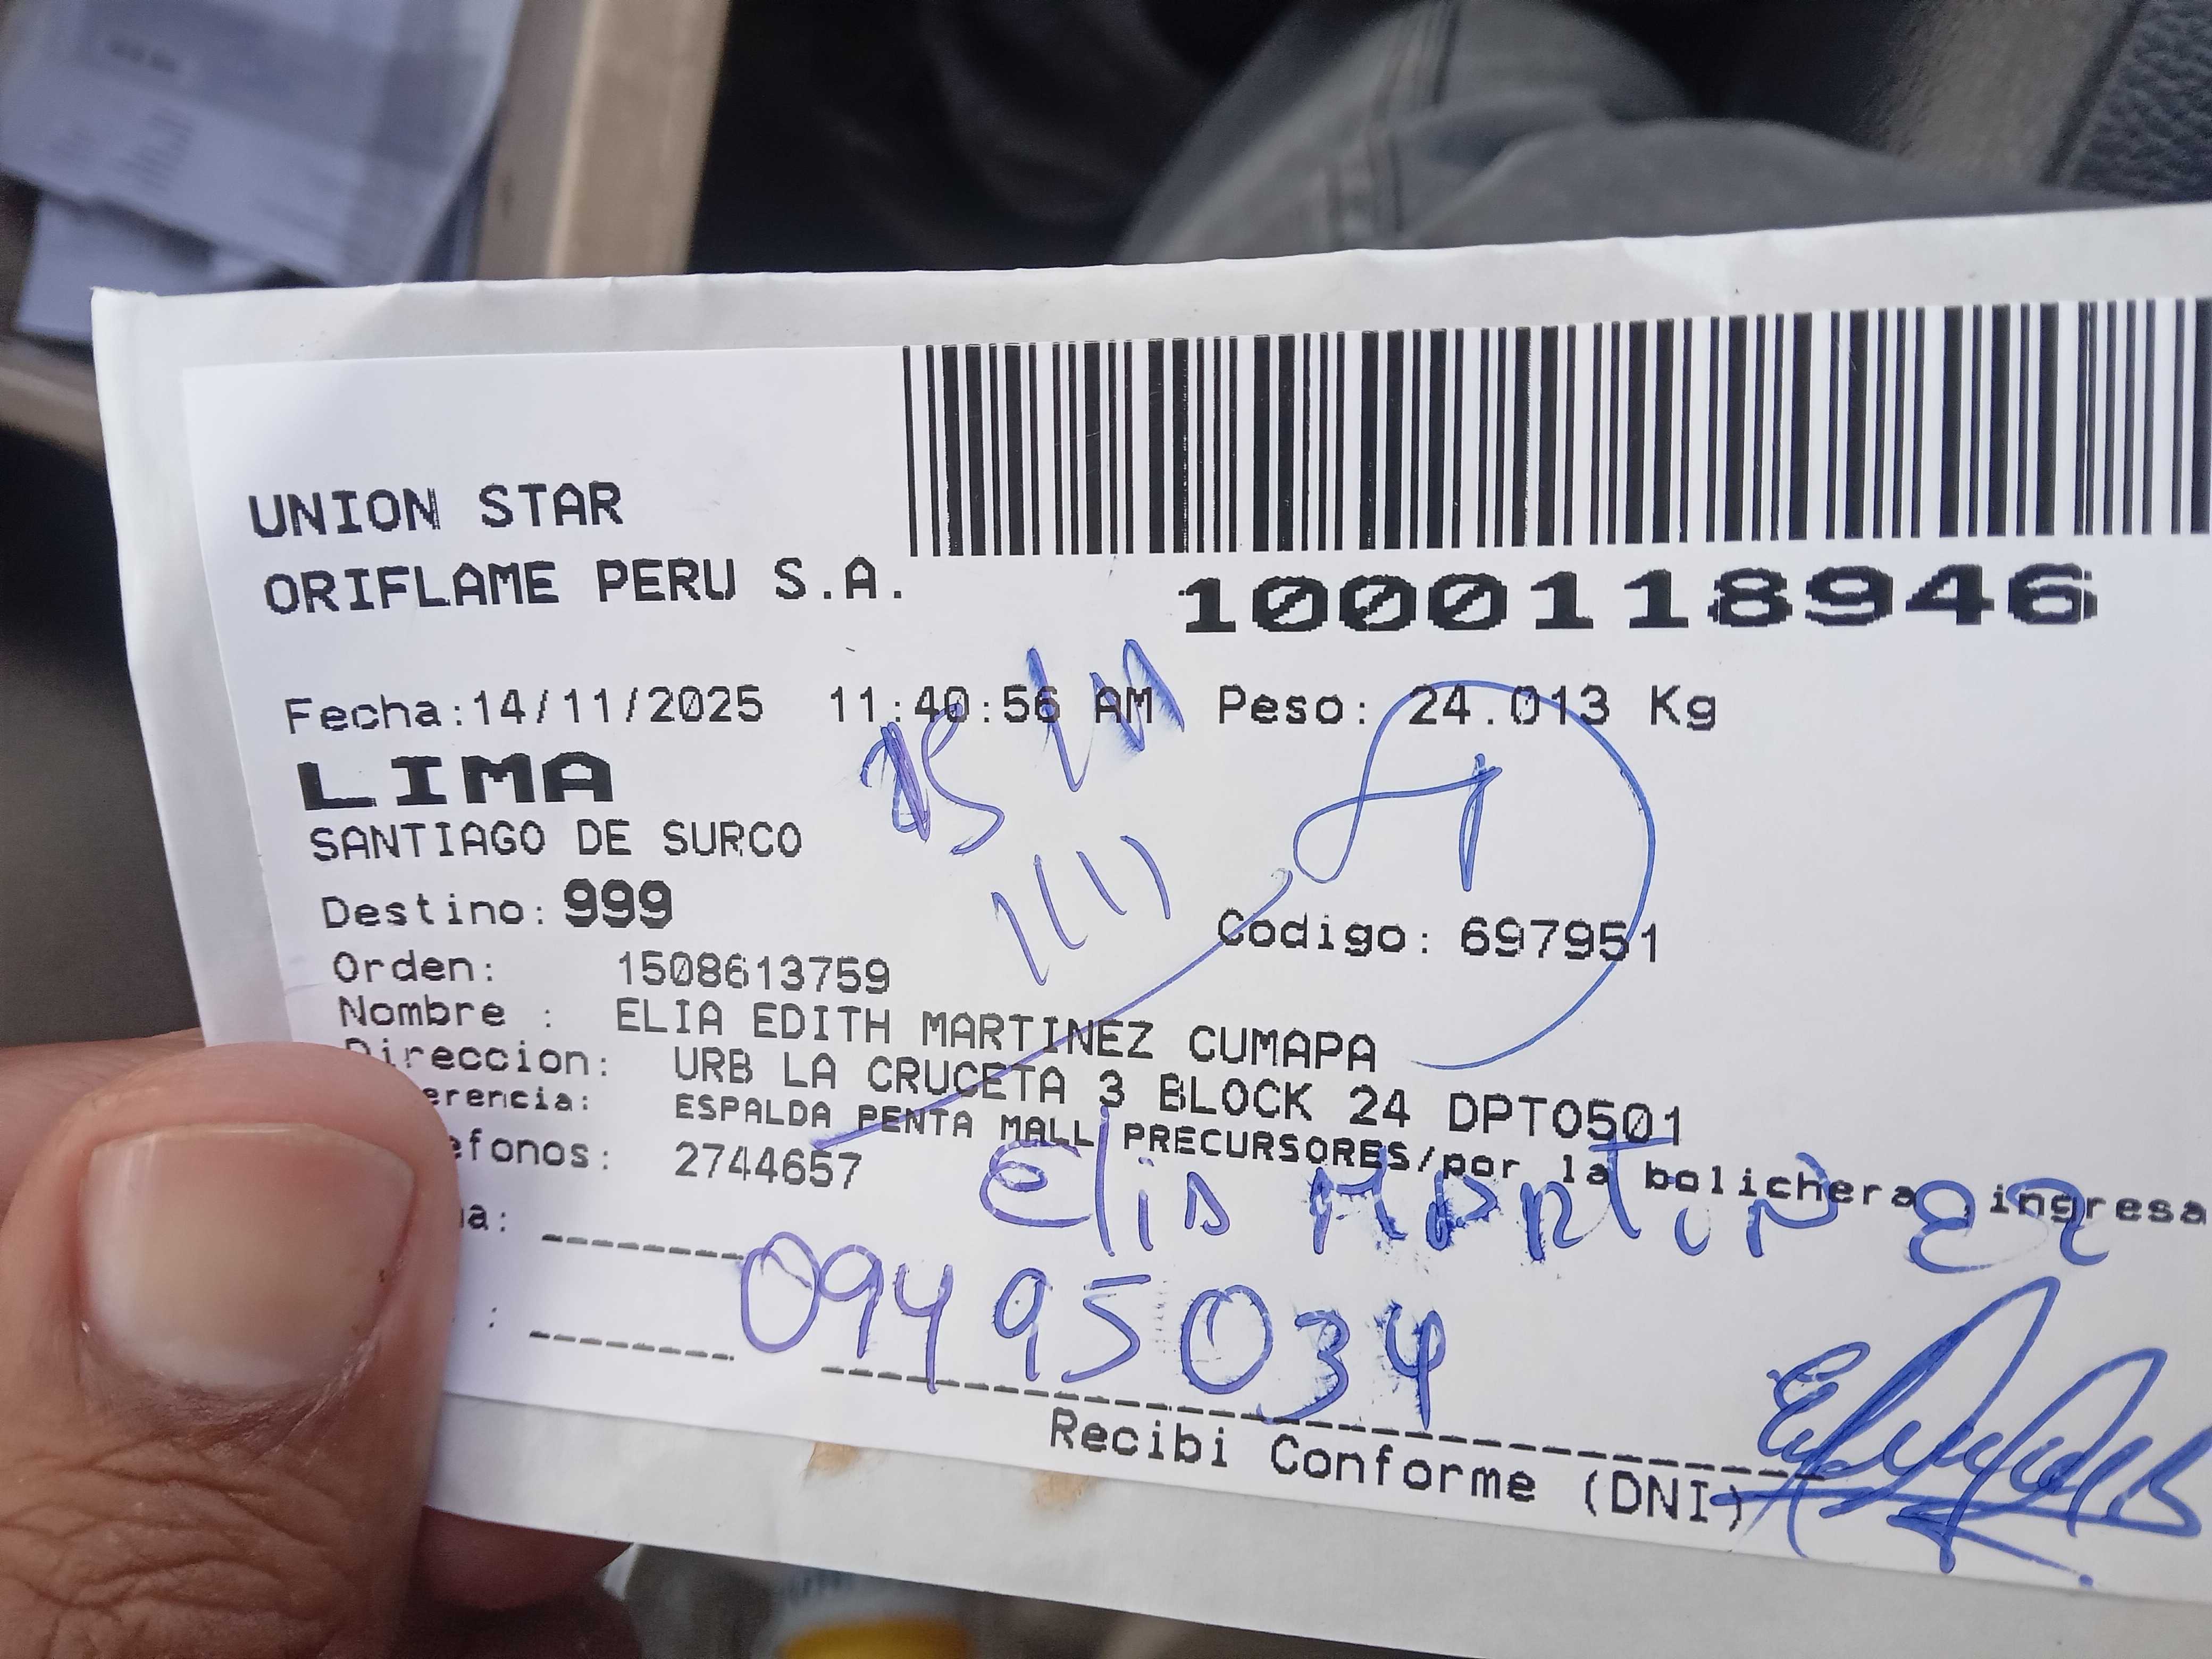 UNION STAR
ORIFLAME PERU S.A.
1000118946
Fecha:14/11/2025 11:40:56 AM Peso: 24.013 Kg
LIMA
SANTIAGO DE SURCO
Destino: 999
Codigo: 697951
Orden: 1508613759
Nombre : ELIA EDITH MARTINEZ CUMAPA
Direccion: URB LA CRUCETA 3 BLOCK 24 DPTO501
erencia: ESPALDA PENTA MALL PRECURSORES/por la bolichera, ingresa
efonos: 2744657
Elia Martinez
09495034
Recibi Conforme (DNI)